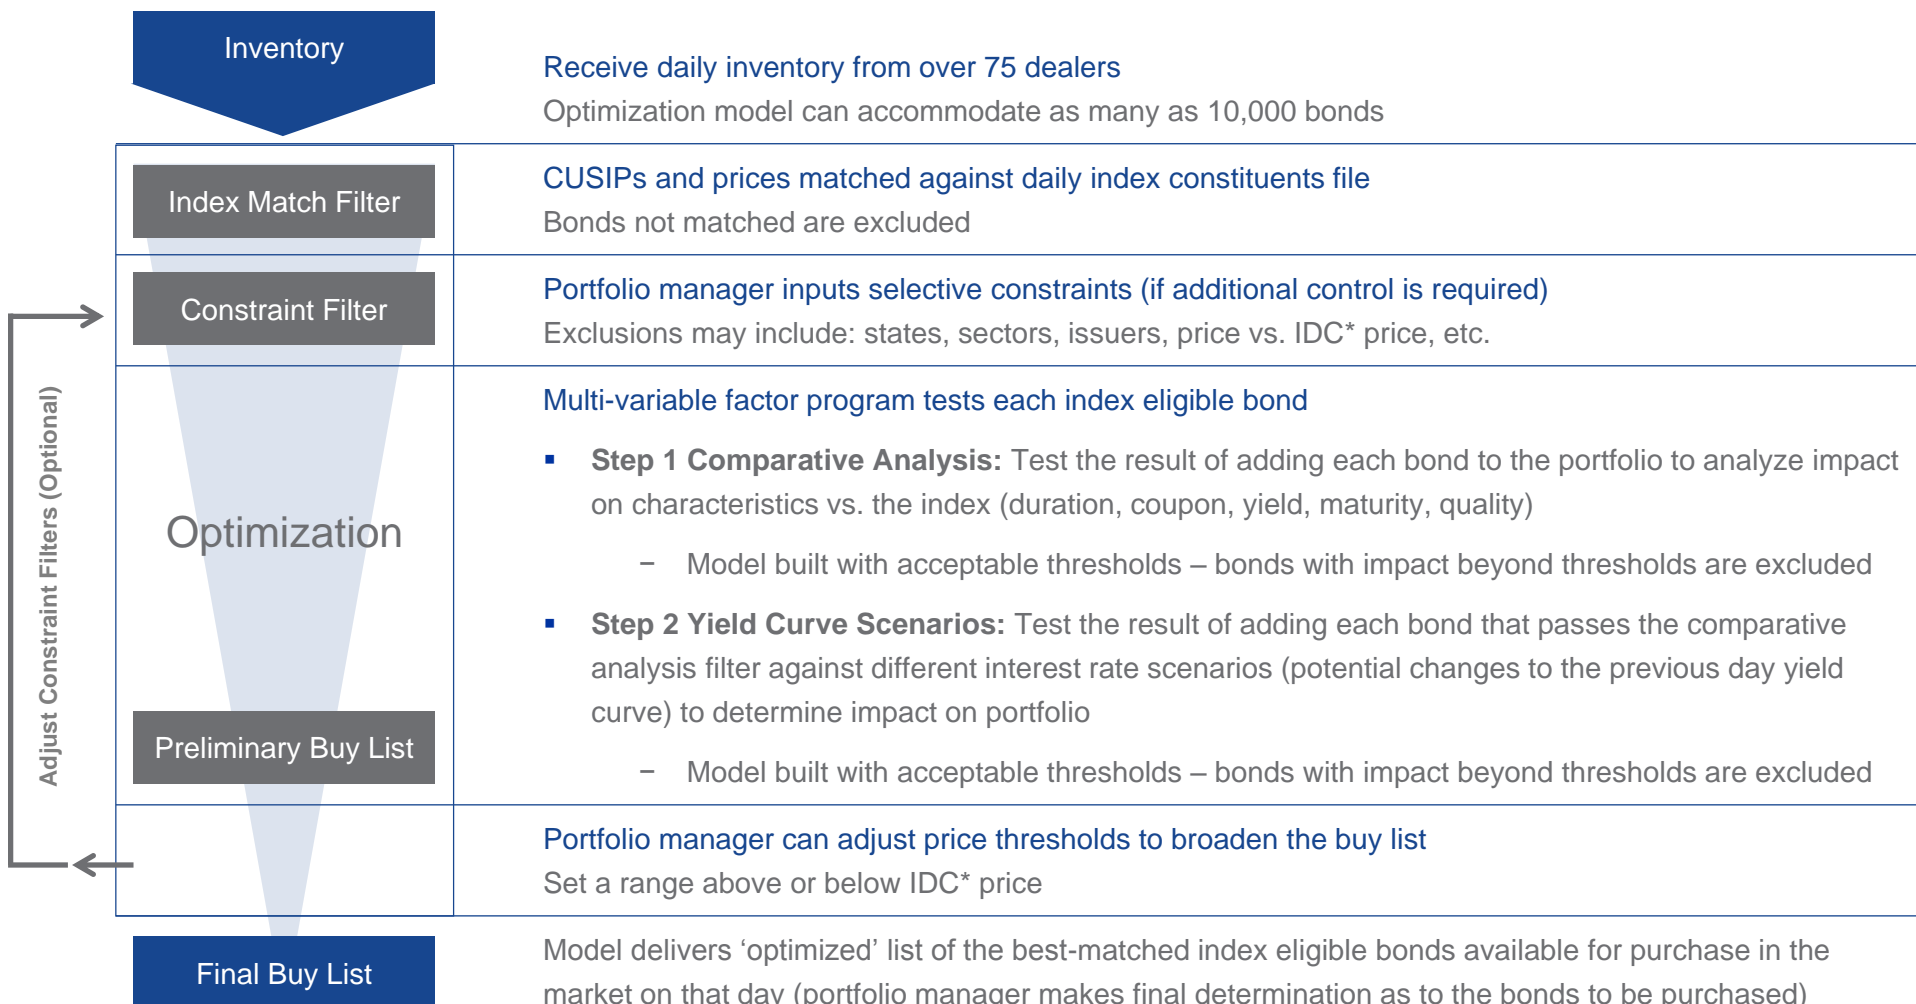 Inventory
Receive daily inventory from over 75 dealers
Optimization model can accommodate as many as 10,000 bonds
Index Match Filter
CUSIPs and prices matched against daily index constituents file
Bonds not matched are excluded
Constraint Filter
Portfolio manager inputs selective constraints (if additional control is required)
Exclusions may include: states, sectors, issuers, price vs. IDC* price, etc.
Adjust Constraint Filters (Optional)
Optimization
Multi-variable factor program tests each index eligible bond
▪ Step 1 Comparative Analysis: Test the result of adding each bond to the portfolio to analyze impact
on characteristics vs. the index (duration, coupon, yield, maturity, quality)
− Model built with acceptable thresholds – bonds with impact beyond thresholds are excluded
▪ Step 2 Yield Curve Scenarios: Test the result of adding each bond that passes the comparative
analysis filter against different interest rate scenarios (potential changes to the previous day yield
curve) to determine impact on portfolio
− Model built with acceptable thresholds – bonds with impact beyond thresholds are excluded
Preliminary Buy List
Portfolio manager can adjust price thresholds to broaden the buy list
Set a range above or below IDC* price
Final Buy List
Model delivers ‘optimized’ list of the best-matched index eligible bonds available for purchase in the
market on that day (portfolio manager makes final determination as to the bonds to be purchased)